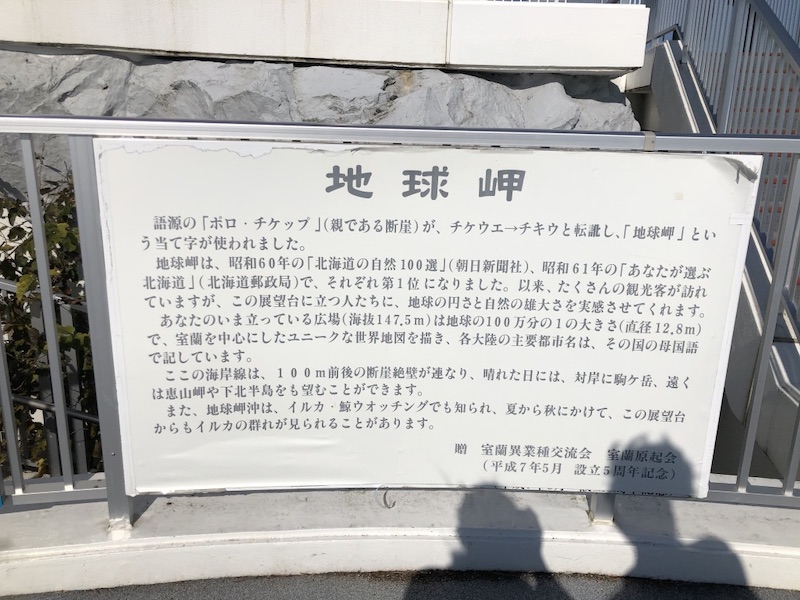 地球岬
語源の「ポロ・チケップ」(親である断崖)が、チケウエ→チキウと転訛し、「地球岬」とい
う当て字が使われました。
地球岬は、昭和60年の「北海道の自然100選」(朝日新聞社)、昭和61年の「あなたが選ぶ
北海道」(北海道郵政局)で、それぞれ第1位になりました。以来、たくさんの観光客が訪れ
ていますが、この展望台に立つ人たちに、地球の円さと自然の雄大さを実感させてくれます。
あなたのいま立っている広場(海抜147.5m)は地球の100万分の1の大きさ(直径12.8m)
で、室蘭を中心にしたユニークな世界地図を描き、各大陸の主要都市名は、その国の母国語
で記しています。
ここの海岸線は、100m前後の断崖絶壁が連なり、晴れた日には、対岸に駒ケ岳、遠く
は恵山岬や下北半島をも望むことができます。
また、地球岬沖は、イルカ・鯨ウオッチングでも知られ、夏から秋にかけて、この展望台
からもイルカの群れが見られることがあります。
贈 室蘭異業種交流会 室蘭原起会
(平成7年5月 設立5周年記念)